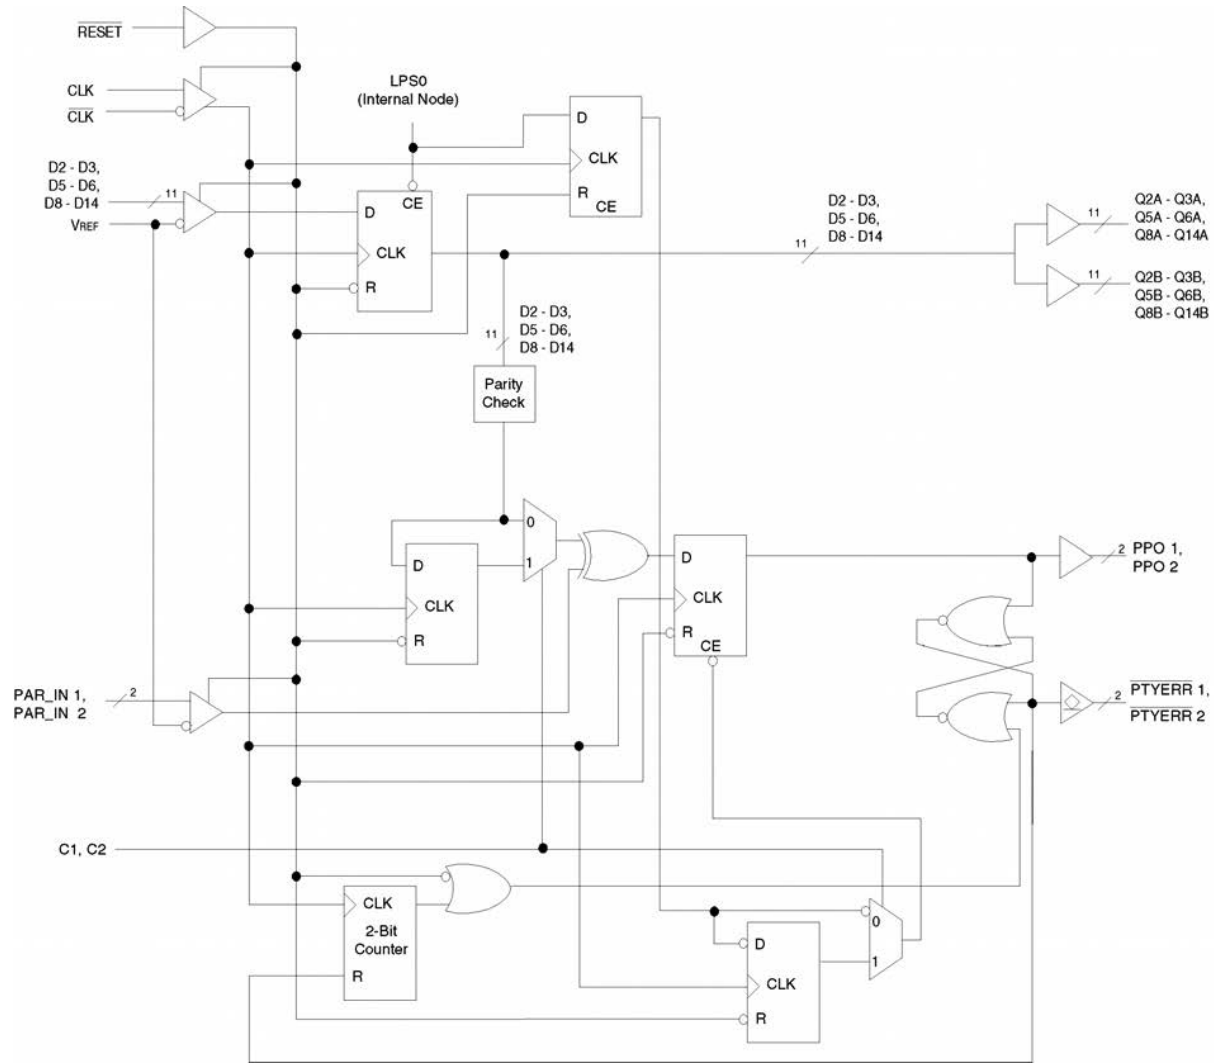 RESET
CLK
CLK
LPS0
(Internal Node)
D
CLK
R
CE
D2 - D3,
D5 - D6,
D8 - D14
11
VREF
CE
D
CLK
R
D2 - D3,
D5 - D6,
D8 - D14
11
11
Q2A - Q3A,
Q5A - Q6A,
Q8A - Q14A
11
Q2B - Q3B,
Q5B - Q6B,
Q8B - Q14B
D2 - D3,
D5 - D6,
D8 - D14
11
Parity
Check
0
1
D
CLK
R
D
CLK
R
CE
2
PPO 1,
PPO 2
PAR_IN 1,
PAR_IN 2
2
2
PTYERR 1,
PTYERR 2
C1, C2
CLK
2-Bit
Counter
R
0
1
D
CLK
R